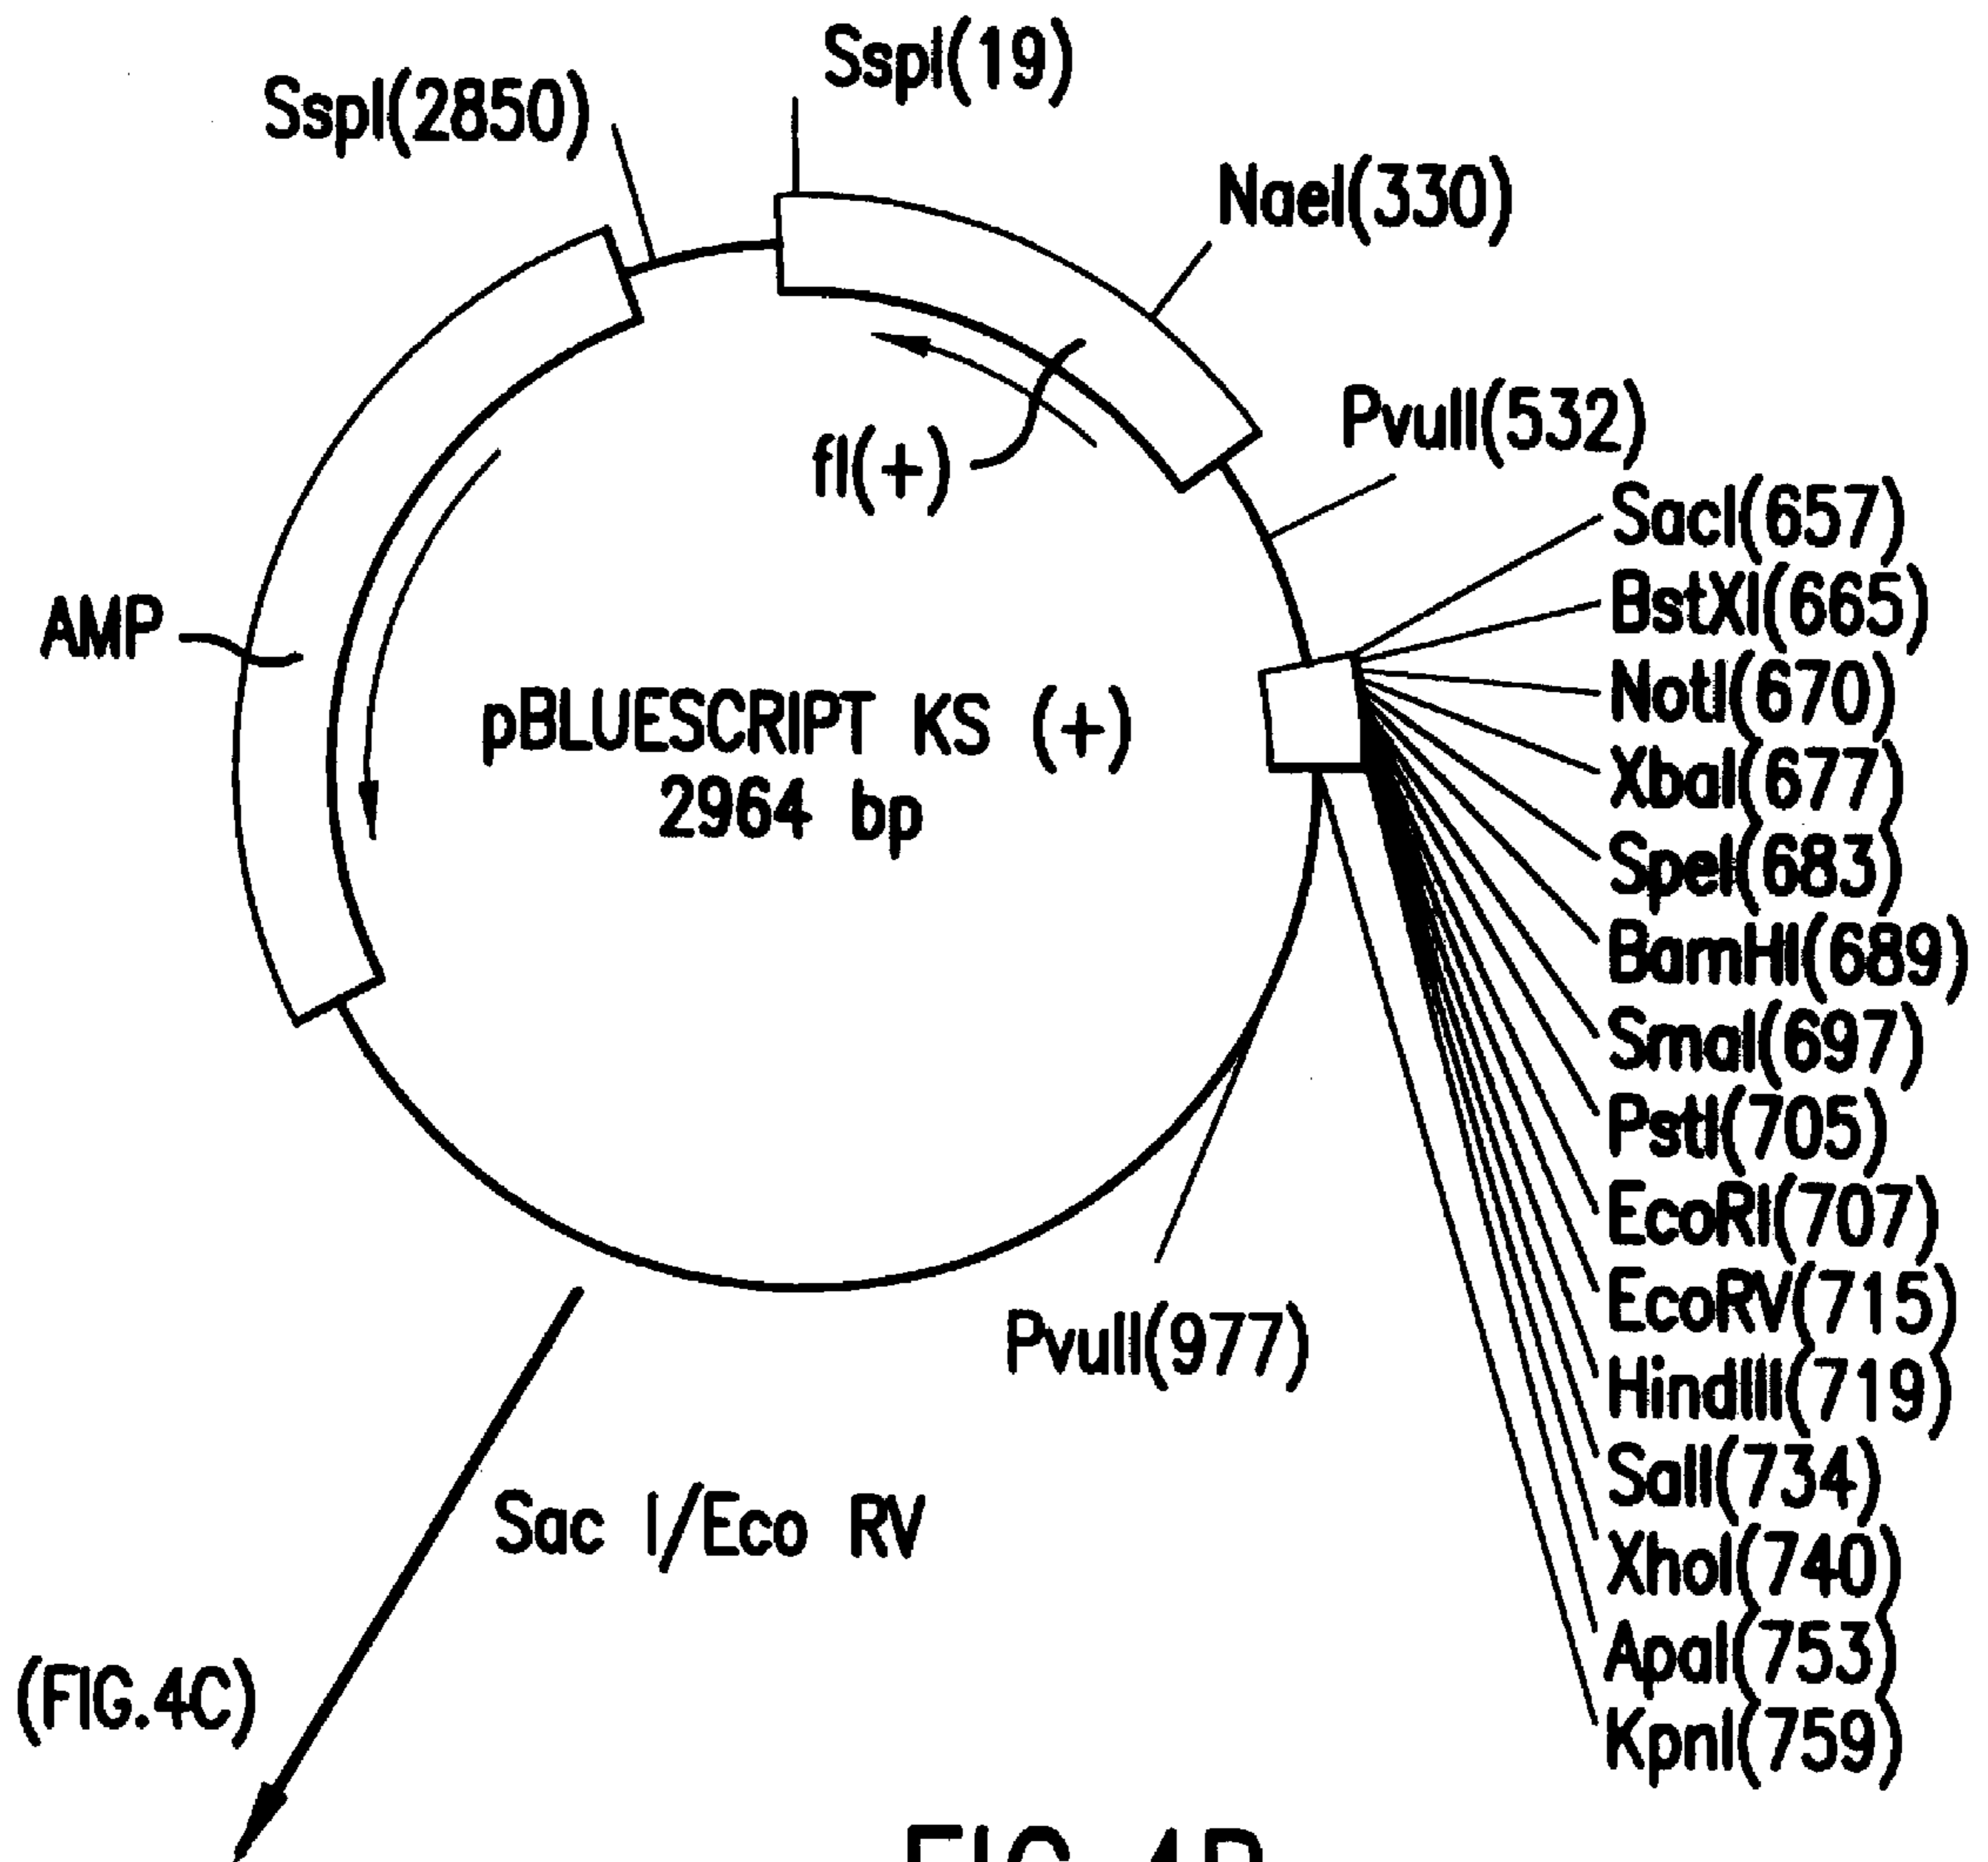 SspI(19)
SspI(2850)
NaeI(330)
PvuII(532)
fI(+)
SacI(657)
BstXI(665)
NotI(670)
XbaI(677)
SpeI(683)
BamHI(689)
SmaI(697)
PstI(705)
EcoRI(707)
EcoRV(715)
HindIII(719)
SalI(734)
XhoI(740)
ApaI(753)
KpnI(759)
AMP
pBLUESCRIPT KS (+)
2964 bp
PvuII(977)
Sac I/Eco RV
(FIG.4C)